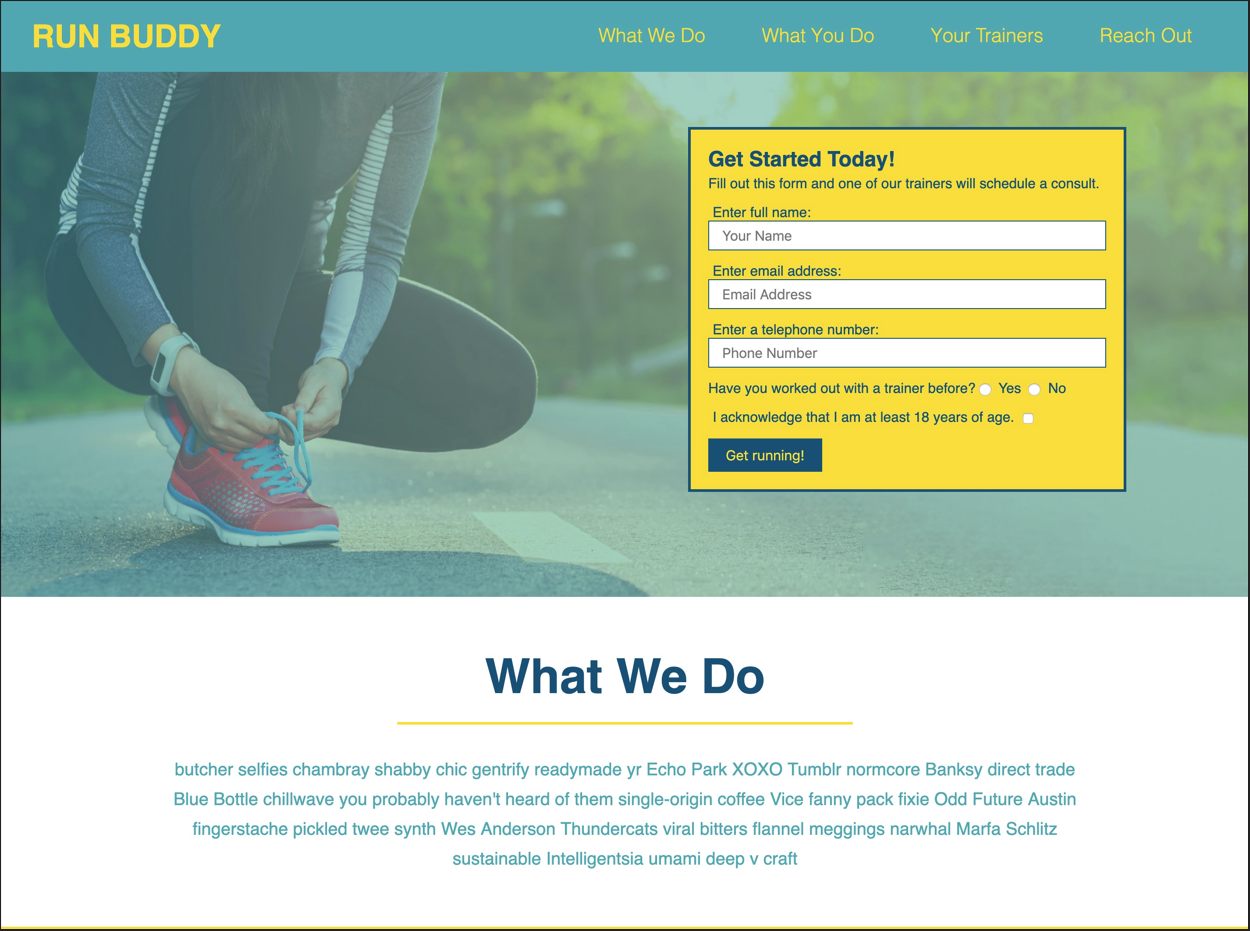 RUN BUDDY
What We Do
What You Do
Your Trainers
Reach Out
Get Started Today!
Fill out this form and one of our trainers will schedule a consult.
Enter full name:
Your Name
Enter email address:
Email Address
Enter a telephone number:
Phone Number
Have you worked out with a trainer before? Yes No
I acknowledge that I am at least 18 years of age.
Get running!
What We Do
butcher selfies chambray shabby chic gentrify readymade yr Echo Park XOXO Tumblr normcore Banksy direct trade
Blue Bottle chillwave you probably haven't heard of them single-origin coffee Vice fanny pack fixie Odd Future Austin
fingerstache pickled twee synth Wes Anderson Thundercats viral bitters flannel meggings narwhal Marfa Schlitz
sustainable Intelligentsia umami deep v craft